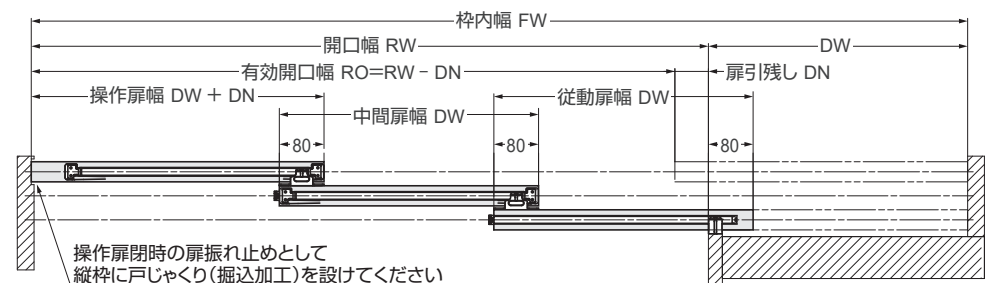 枠内幅 FW
開口幅 RW
DW
有効開口幅 RO=RW − DN
扉引残し DN
操作扉幅 DW + DN
従動扉幅 DW
中間扉幅 DW
80
80
80
操作扉閉時の扉振れ止めとして
縦枠に戸じゃくり(掘込加工)を設けてください